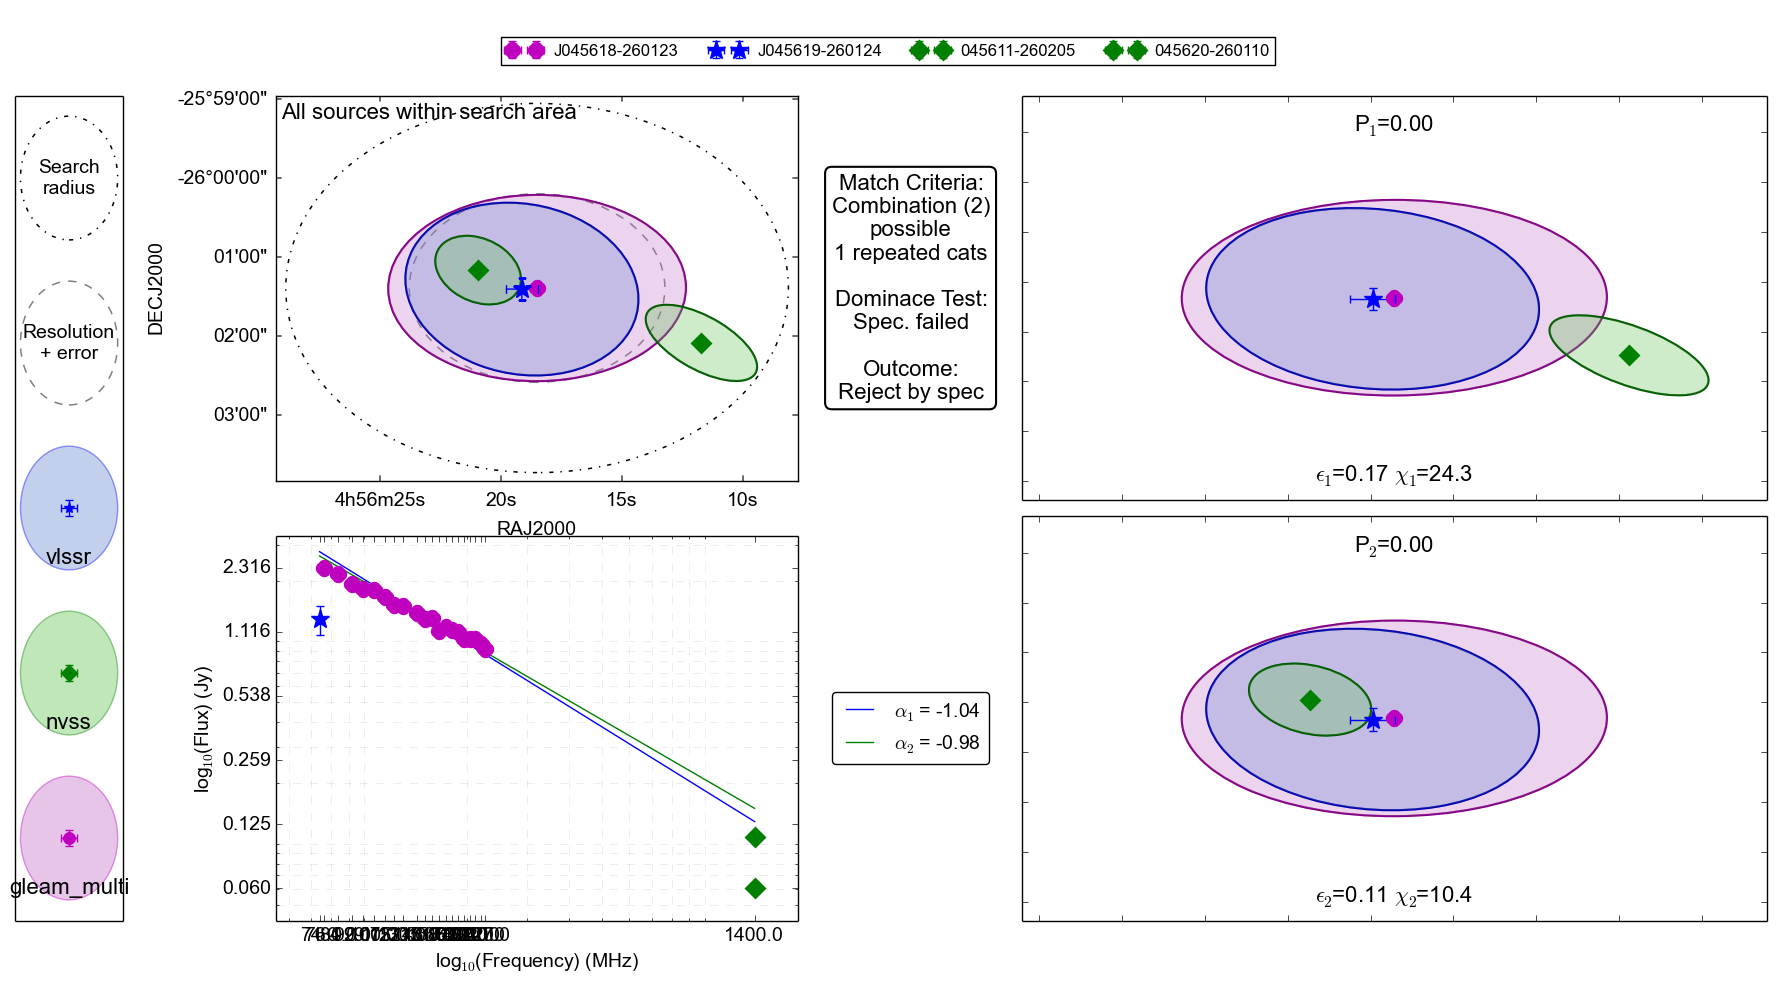 J045618-260123
J045619-260124
045611-260205
045620-260110
Search
radius
Resolution
+ error
vlssr
nvss
gleam_multi
All sources within search area
DECJ2000
-25°59'00"
-26°00'00"
01'00"
02'00"
03'00"
4h56m25s
20s
15s
10s
RAJ2000
Match Criteria:
Combination (2)
possible
1 repeated cats
Dominace Test:
Spec. failed
Outcome:
Reject by spec
P₁=0.00
ϵ₁=0.17 χ₁=24.3
log₁₀(Flux) (Jy)
2.316
1.116
0.538
0.259
0.125
0.060
1400.0
log₁₀(Frequency) (MHz)
α₁ = -1.04
α₂ = -0.98
P₂=0.00
ϵ₂=0.11 χ₂=10.4